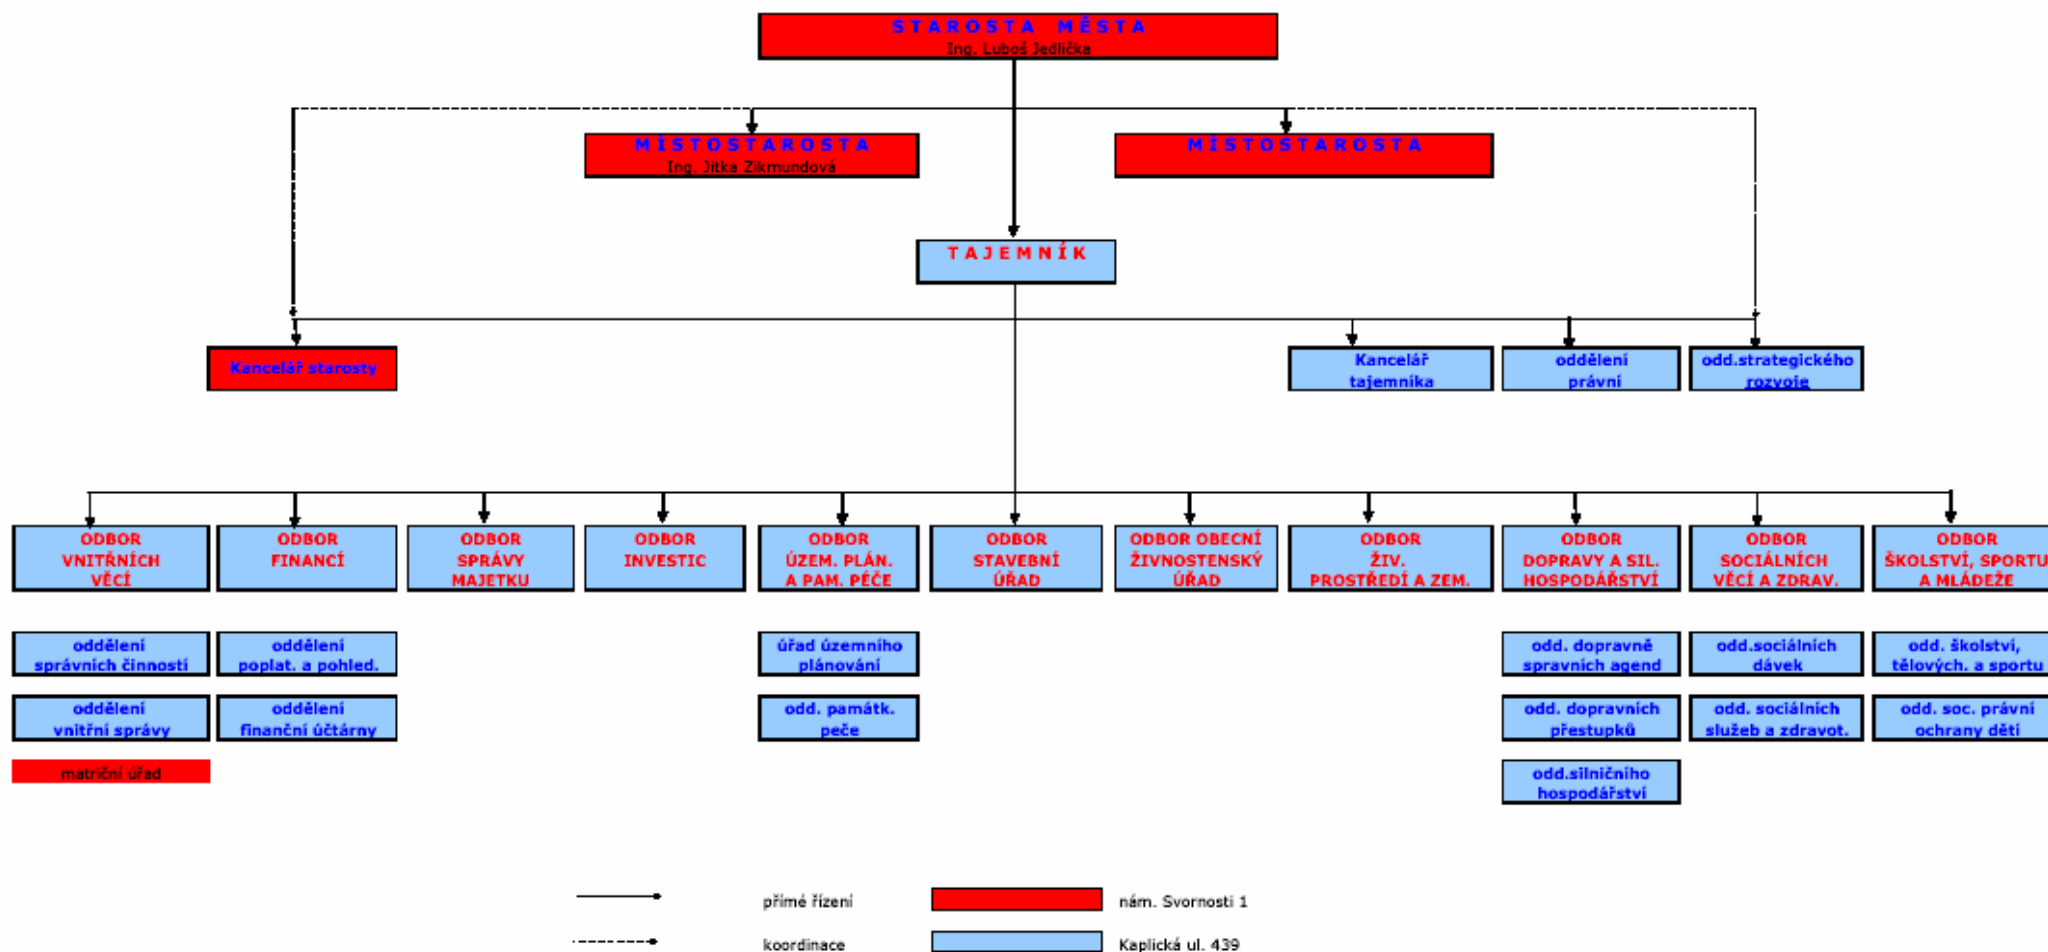 STAROSTA MĚSTA
Ing. Luboš Jedlička
MÍSTOSTAROSTA
Ing. Jitka Zikmundová
MÍSTOSTAROSTA
TAJEMNÍK
Kancelář starosty
Kancelář
tajemníka
oddělení
právní
odd.strategického
rozvoje
ODBOR
VNITŘNÍCH
VĚCÍ
ODBOR
FINANCÍ
ODBOR
SPRÁVY
MAJETKU
ODBOR
INVESTIC
ODBOR
ÚZEM. PLÁN.
A PAM. PÉČE
ODBOR
STAVEBNÍ
ÚŘAD
ODBOR OBECNÍ
ŽIVNOSTENSKÝ
ÚŘAD
ODBOR
ŽIV.
PROSTŘEDÍ A ZEM.
ODBOR
DOPRAVY A SIL.
HOSPODÁŘSTVÍ
ODBOR
SOCIÁLNÍCH
VĚCÍ A ZDRAV.
ODBOR
ŠKOLSTVÍ, SPORTU
A MLÁDEŽE
oddělení
správních činností
oddělení
poplat. a pohled.
úřad územního
plánování
odd. dopravně
spravních agend
odd.sociálních
dávek
odd. školství,
tělových. a sportu
oddělení
vnitřní správy
oddělení
finanční účtárny
odd. památk.
peče
odd. dopravních
přestupků
odd. sociálních
služeb a zdravot.
odd. soc. právní
ochrany dětí
matriční úřad
odd.silničního
hospodářství
přímé řízení
nám. Svornosti 1
koordinace
Kaplická ul. 439